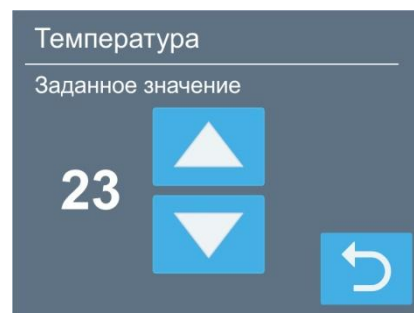 Температура
Заданное значение
23